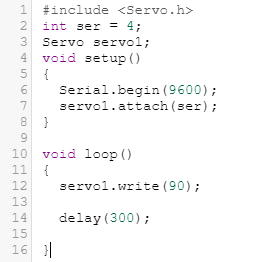 1 #include <Servo.h>
2 int ser = 4;
3 Servo servo1;
4 void setup()
5 {
6   Serial.begin(9600);
7   servo1.attach(ser);
8 }
9
10 void loop()
11 {
12   servo1.write(90);
13
14   delay(300);
15
16 }